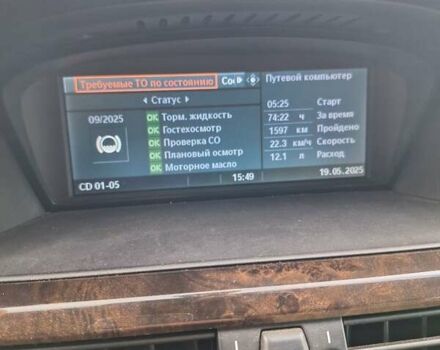 Требуемые ТО по состоянию Сос
Статус
09/2025
OK Торм. жидкость
OK Гостехосмотр
OK Проверка СО
OK Плановый осмотр
OK Моторное масло
Путевой компьютер
05:25 Старт
74:22 ч За время
1597 км Пройдено
22.3 км/ч Скорость
12.1 л Расход
CD 01-05 15:49 19.05.2025